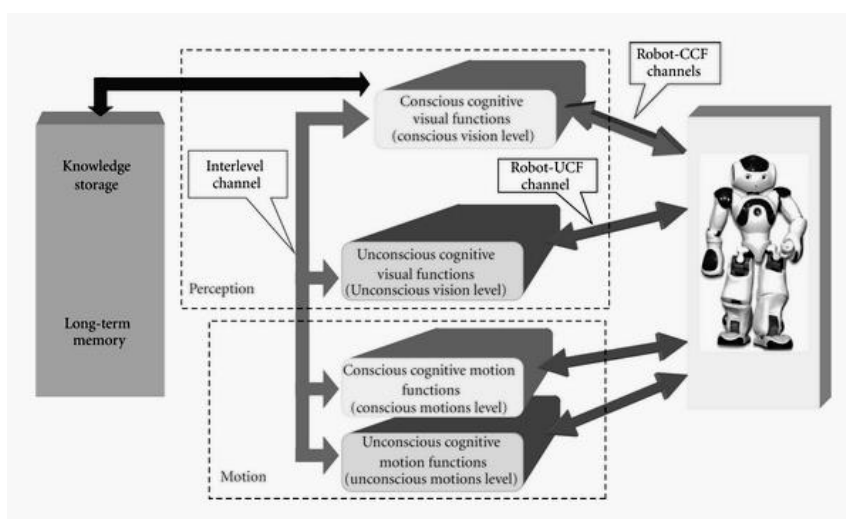 Knowledge
storage
Long-term
memory
Interlevel
channel
Perception
Conscious cognitive
visual functions
(conscious vision level)
Unconscious cognitive
visual functions
(Unconscious vision level)
Robot-CCF
channels
Robot-UCF
channel
Conscious cognitive motion
functions
(conscious motions level)
Unconscious cognitive
motion functions
(unconscious motions level)
Motion